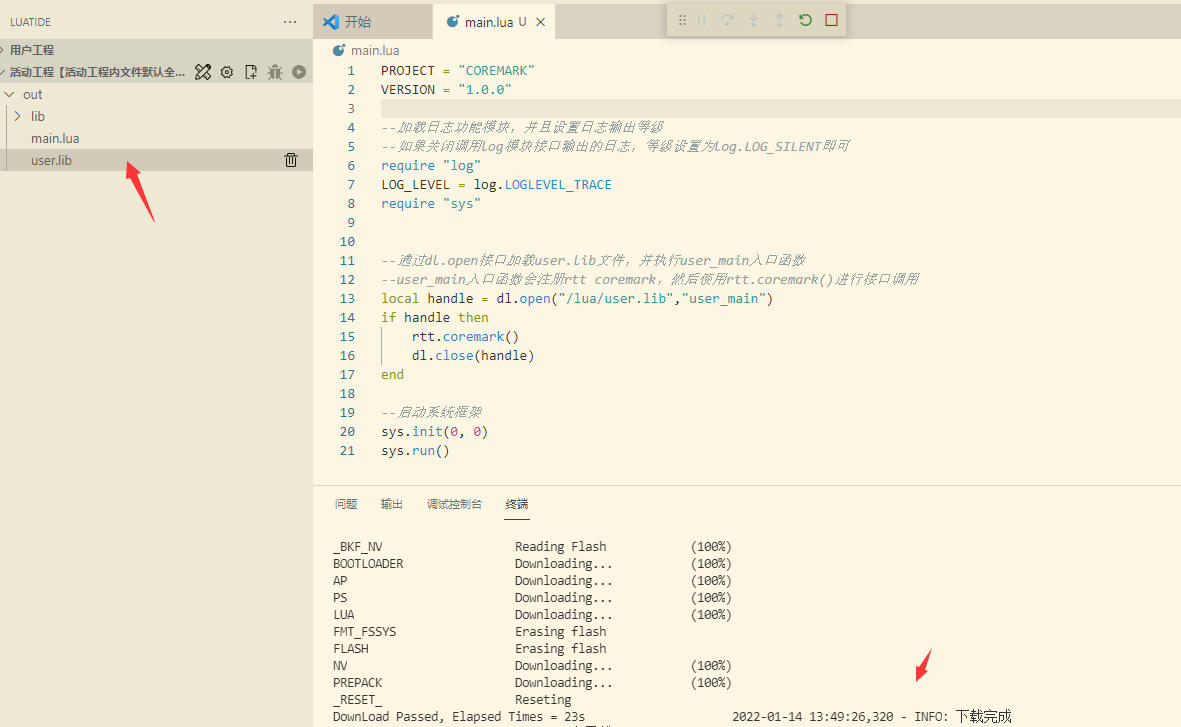 LUATIDE
用户工程
活动工程【活动工程内文件默认全...
out
lib
main.lua
user.lib
开始
main.lua U
main.lua
1 PROJECT = "COREMARK"
2 VERSION = "1.0.0"
3
4 --加载日志功能模块，并且设置日志输出等级
5 --如果关闭调用log模块接口输出的日志，等级设置为log.LOG_SILENT即可
6 require "log"
7 LOG_LEVEL = log.LOGLEVEL_TRACE
8 require "sys"
9
10
11 --通过dl.open接口加载user.lib文件，并执行user_main入口函数
12 --user_main入口函数会注册rtt coremark，然后使用rtt.coremark()进行接口调用
13 local handle = dl.open("/lua/user.lib","user_main")
14 if handle then
15 rtt.coremark()
16 dl.close(handle)
17 end
18
19 --启动系统框架
20 sys.init(0, 0)
21 sys.run()
问题 输出 调试控制台 终端
_BKF_NV Reading Flash (100%)
BOOTLOADER Downloading... (100%)
AP Downloading... (100%)
PS Downloading... (100%)
LUA Downloading... (100%)
FMT_FSSYS Erasing flash
FLASH Erasing flash
NV Downloading... (100%)
PREPACK Downloading... (100%)
_RESET_ Reseting
DownLoad Passed, Elapsed Times = 23s 2022-01-14 13:49:26,320 - INFO: 下载完成